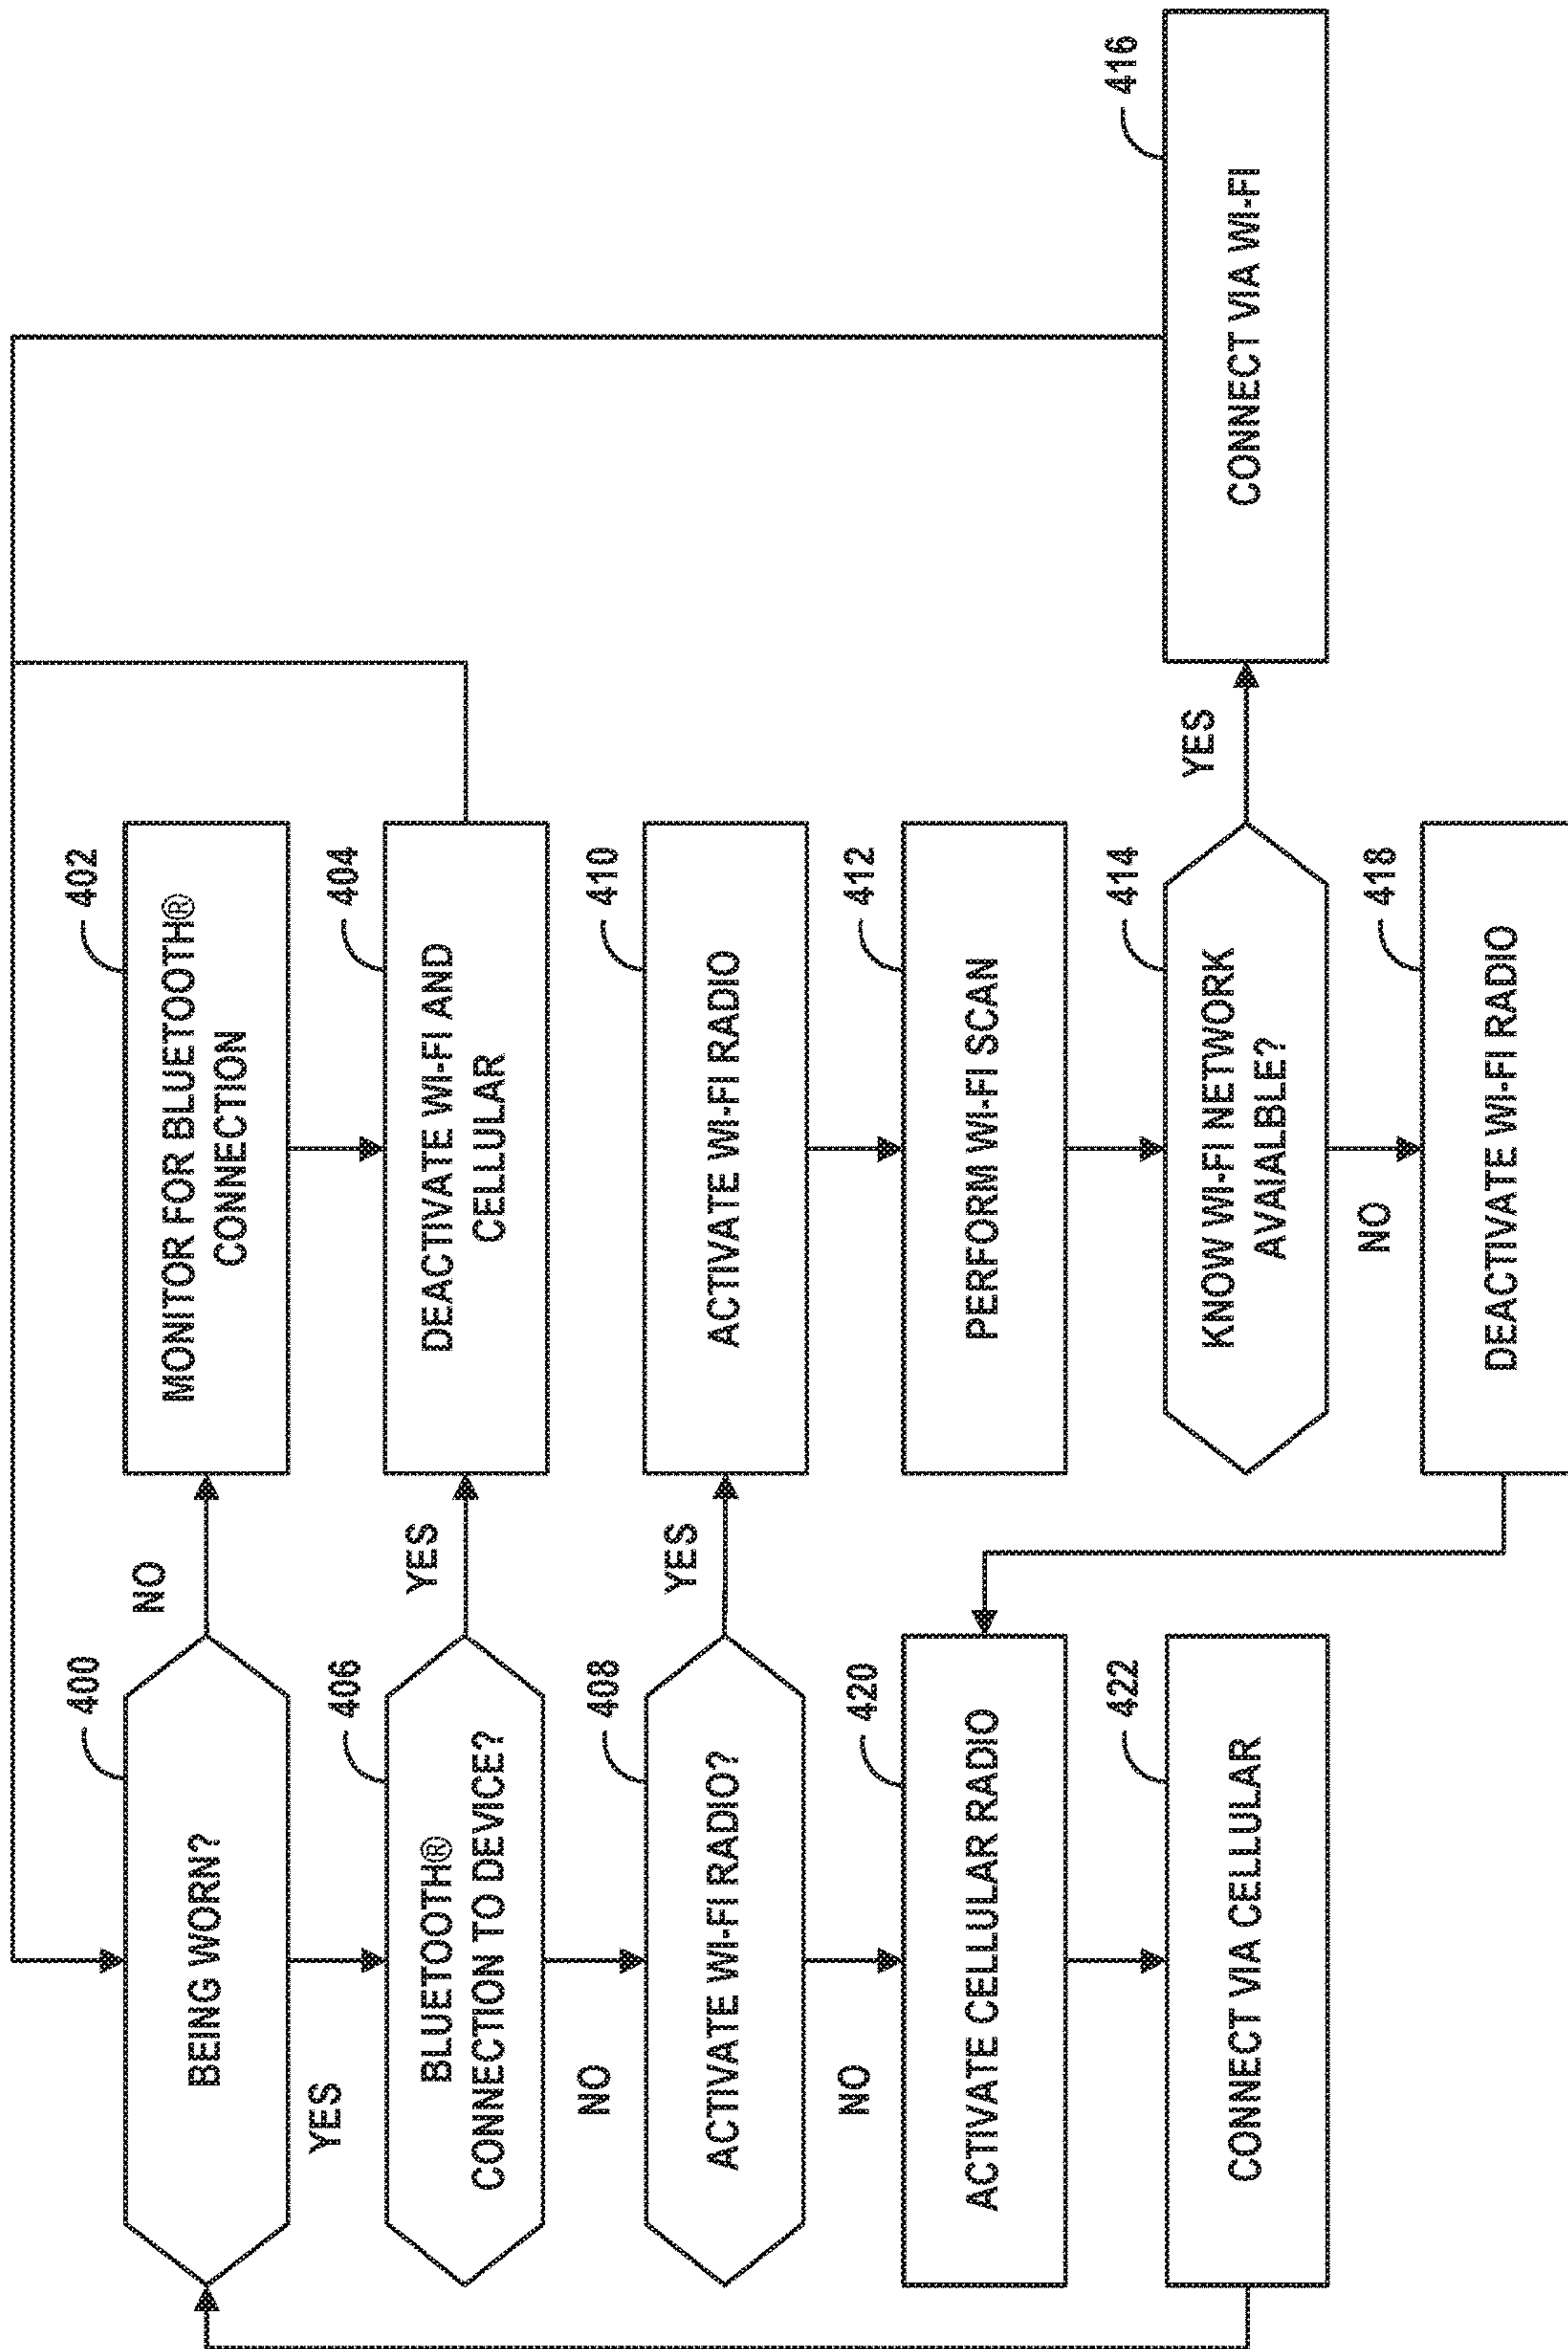 400
BEING WORN?
NO
YES
402
MONITOR FOR BLUETOOTH®
CONNECTION
406
BLUETOOTH®
CONNECTION TO DEVICE?
YES
NO
404
DEACTIVATE WI-FI AND
CELLULAR
408
ACTIVATE WI-FI RADIO?
YES
NO
410
ACTIVATE WI-FI RADIO
420
ACTIVATE CELLULAR RADIO
412
PERFORM WI-FI SCAN
422
CONNECT VIA CELLULAR
414
KNOW WI-FI NETWORK
AVAIALBLE?
YES
NO
416
CONNECT VIA WI-FI
418
DEACTIVATE WI-FI RADIO